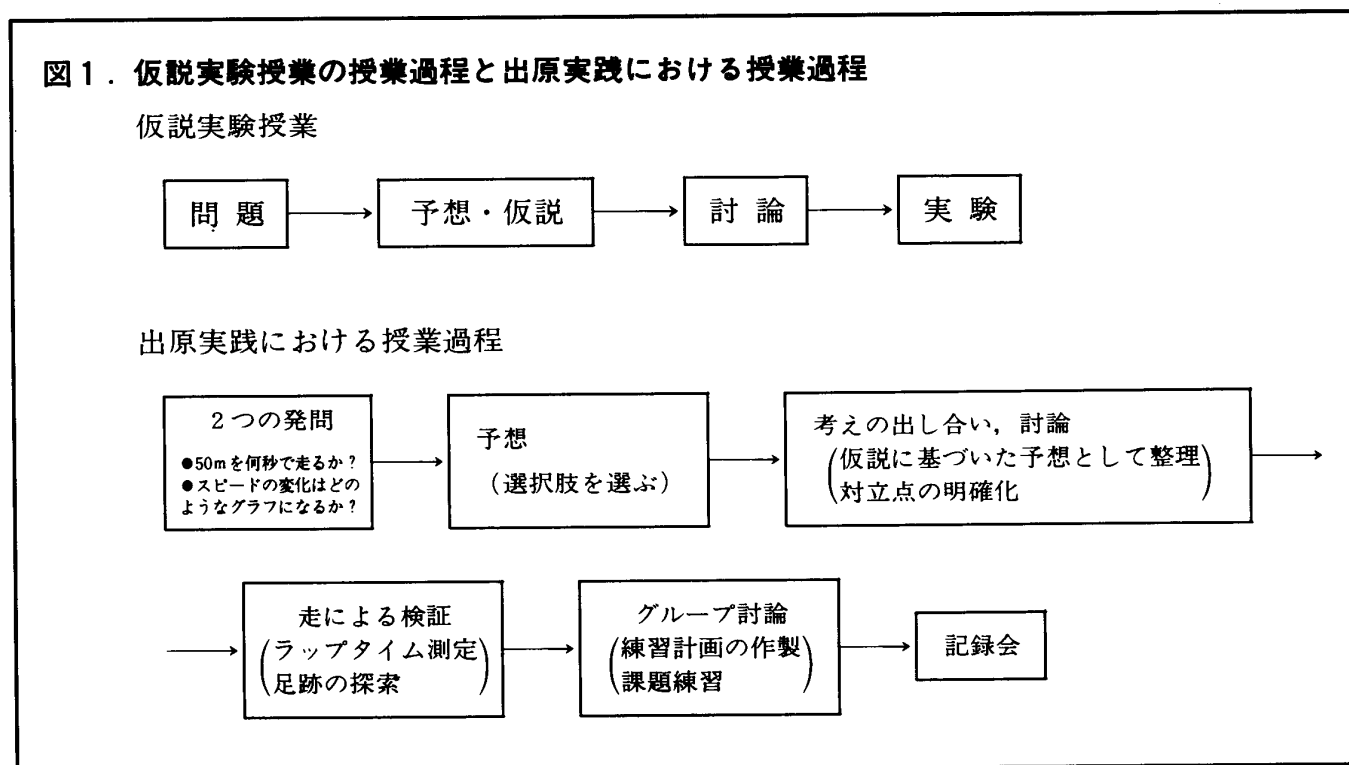 図1．仮説実験授業の授業過程と出原実践における授業過程
仮説実験授業
問題
予想・仮説
討論
実験
出原実践における授業過程
2つの発問
●50mを何秒で走るか？
●スピードの変化はどの
ようなグラフになるか？
予想
（選択肢を選ぶ）
考えの出し合い，討論
（仮説に基づいた予想として整理
対立点の明確化）
走による検証
（ラップタイム測定
足跡の探索）
グループ討論
（練習計画の作製
課題練習）
記録会